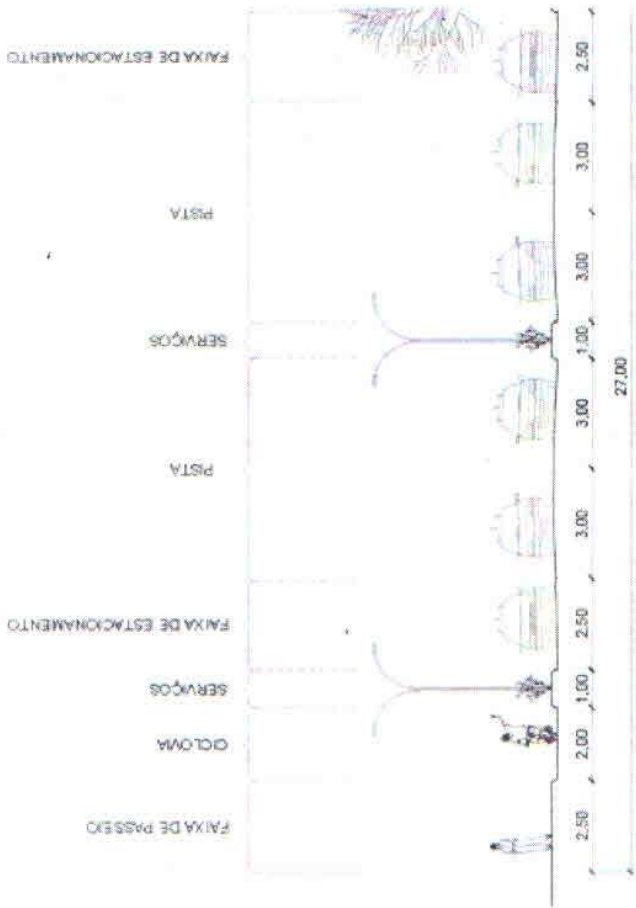 FAIXA DE ESTACIONAMENTO
PISTA
SERVIÇOS
PISTA
FAIXA DE ESTACIONAMENTO
SERVIÇOS
CICLOVIA
FAIXA DE PASSEIO
2.50
3.00
3.00
1.00
3.00
3.00
2.50
1.00
2.00
2.50
27.00